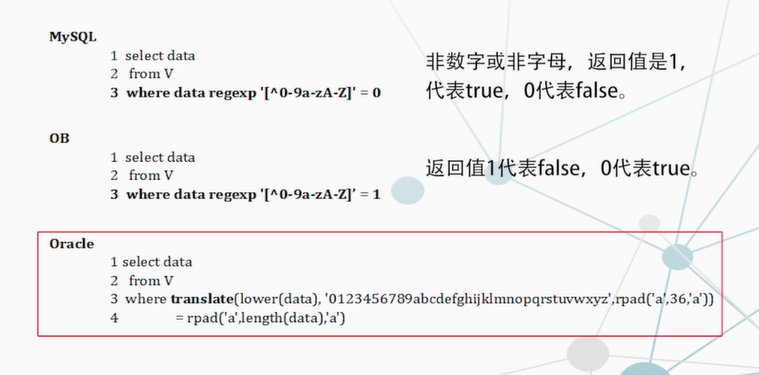 MySQL
1 select data
2 from V
3 where data regexp '[^0-9a-zA-Z]' = 0
非数字或非字母，返回值是1，
代表true，0代表false。
OB
1 select data
2 from V
3 where data regexp '[^0-9a-zA-Z]' = 1
返回值1代表false，0代表true。
Oracle
1 select data
2 from V
3 where translate(lower(data), '0123456789abcdefghijklmnopqrstuvwxyz',rpad('a',36,'a'))
4 = rpad('a',length(data),'a')